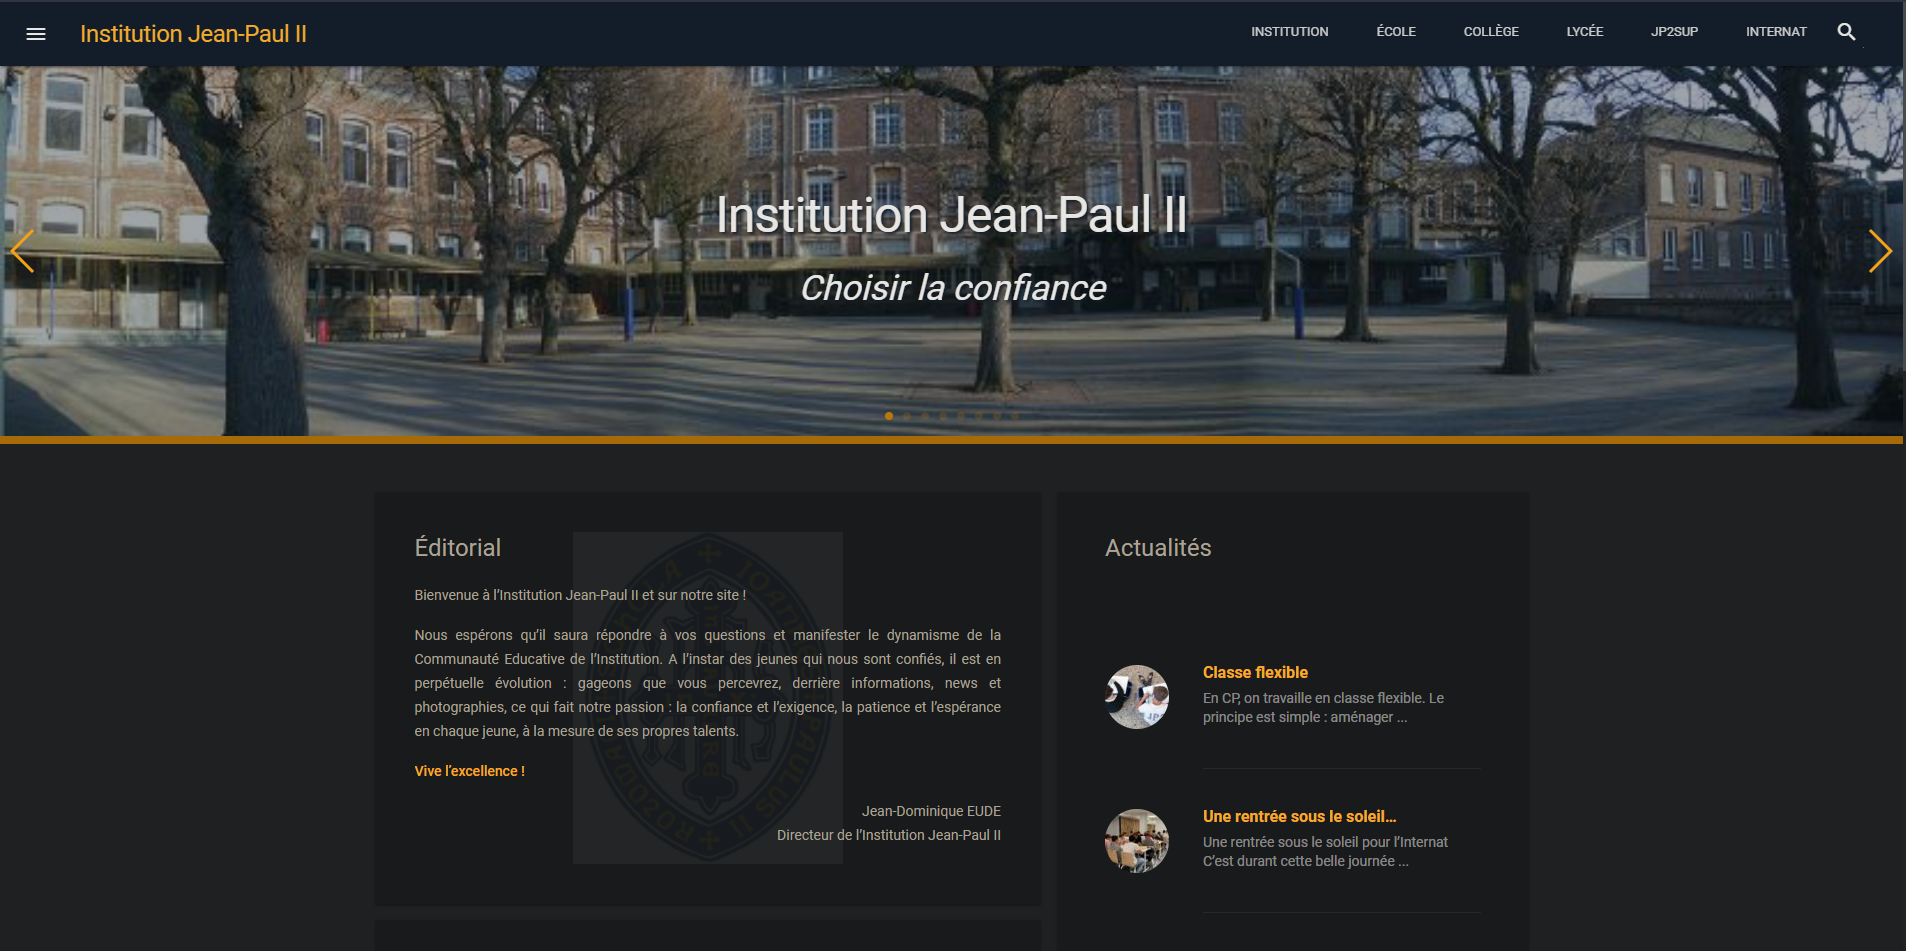 Institution Jean-Paul II
INSTITUTION
ÉCOLE
COLLÈGE
LYCÉE
JP2SUP
INTERNAT
Institution Jean-Paul II
Choisir la confiance
Éditorial
Bienvenue à l’Institution Jean-Paul II et sur notre site !
Nous espérons qu’il saura répondre à vos questions et manifester le dynamisme de la
Communauté Educative de l’Institution. A l’instar des jeunes qui nous sont confiés, il est en
perpétuelle évolution : gageons que vous percevrez, derrière informations, news et
photographies, ce qui fait notre passion : la confiance et l’exigence, la patience et l’espérance
en chaque jeune, à la mesure de ses propres talents.
Vive l’excellence !
Jean-Dominique EUDE
Directeur de l’Institution Jean-Paul II
Actualités
Classe flexible
En CP, on travaille en classe flexible. Le
principe est simple : aménager ...
Une rentrée sous le soleil…
Une rentrée sous le soleil pour l’Internat
C’est durant cette belle journée ...